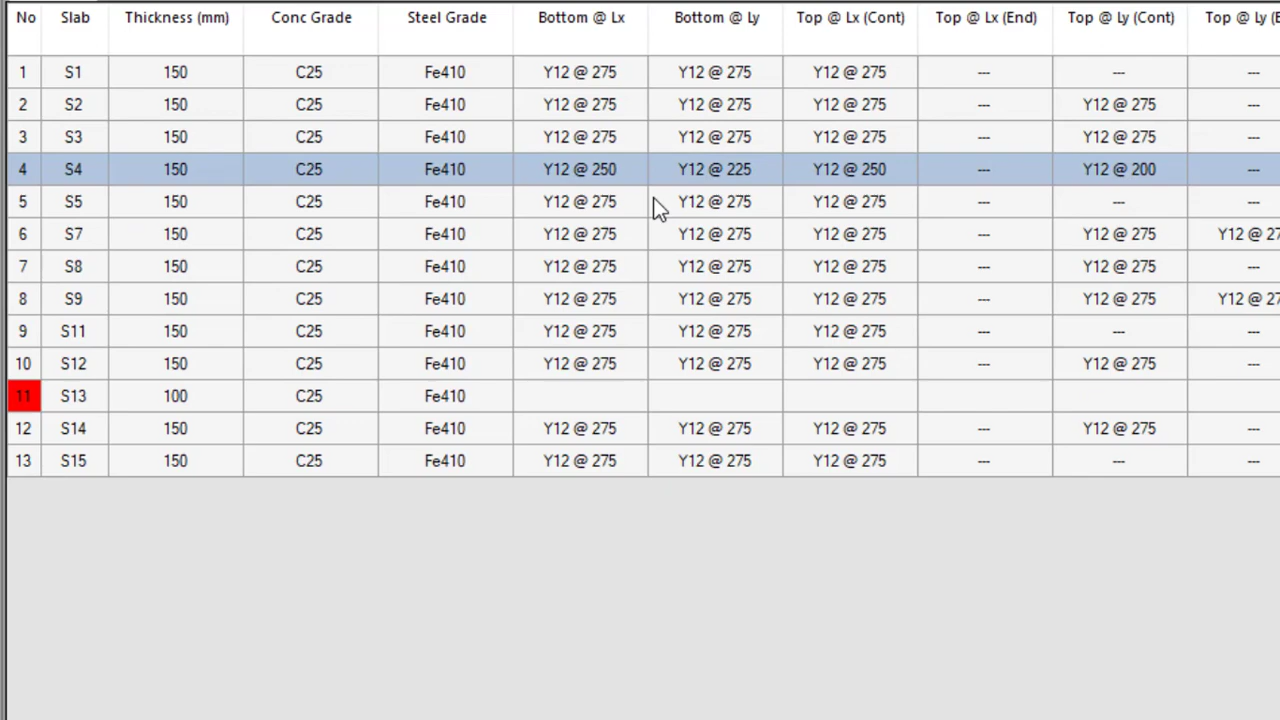 No Slab Thickness (mm) Conc Grade Steel Grade Bottom @ Lx Bottom @ Ly Top @ Lx (Cont) Top @ Lx (End) Top @ Ly (Cont) Top @ Ly (E
1 S1 150 C25 Fe410 Y12 @ 275 Y12 @ 275 Y12 @ 275 --- --- ---
2 S2 150 C25 Fe410 Y12 @ 275 Y12 @ 275 Y12 @ 275 --- Y12 @ 275 ---
3 S3 150 C25 Fe410 Y12 @ 275 Y12 @ 275 Y12 @ 275 --- Y12 @ 275 ---
4 S4 150 C25 Fe410 Y12 @ 250 Y12 @ 225 Y12 @ 250 --- Y12 @ 200 ---
5 S5 150 C25 Fe410 Y12 @ 275 Y12 @ 275 Y12 @ 275 --- --- ---
6 S7 150 C25 Fe410 Y12 @ 275 Y12 @ 275 Y12 @ 275 --- Y12 @ 275 Y12 @ 27
7 S8 150 C25 Fe410 Y12 @ 275 Y12 @ 275 Y12 @ 275 --- Y12 @ 275 ---
8 S9 150 C25 Fe410 Y12 @ 275 Y12 @ 275 Y12 @ 275 --- Y12 @ 275 Y12 @ 27
9 S11 150 C25 Fe410 Y12 @ 275 Y12 @ 275 Y12 @ 275 --- --- ---
10 S12 150 C25 Fe410 Y12 @ 275 Y12 @ 275 Y12 @ 275 --- Y12 @ 275 ---
11 S13 100 C25 Fe410
12 S14 150 C25 Fe410 Y12 @ 275 Y12 @ 275 Y12 @ 275 --- Y12 @ 275 ---
13 S15 150 C25 Fe410 Y12 @ 275 Y12 @ 275 Y12 @ 275 --- --- ---